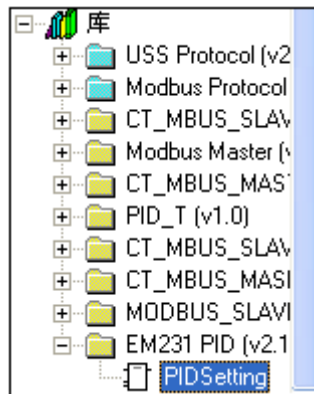 库
USS Protocol (v2
Modbus Protocol
CT_MBUS_SLAV
Modbus Master (v
CT_MBUS_MAST
PID_T (v1.0)
CT_MBUS_SLAV
CT_MBUS_MASI
MODBUS_SLAVI
EM231 PID (v2.1
PIDSetting